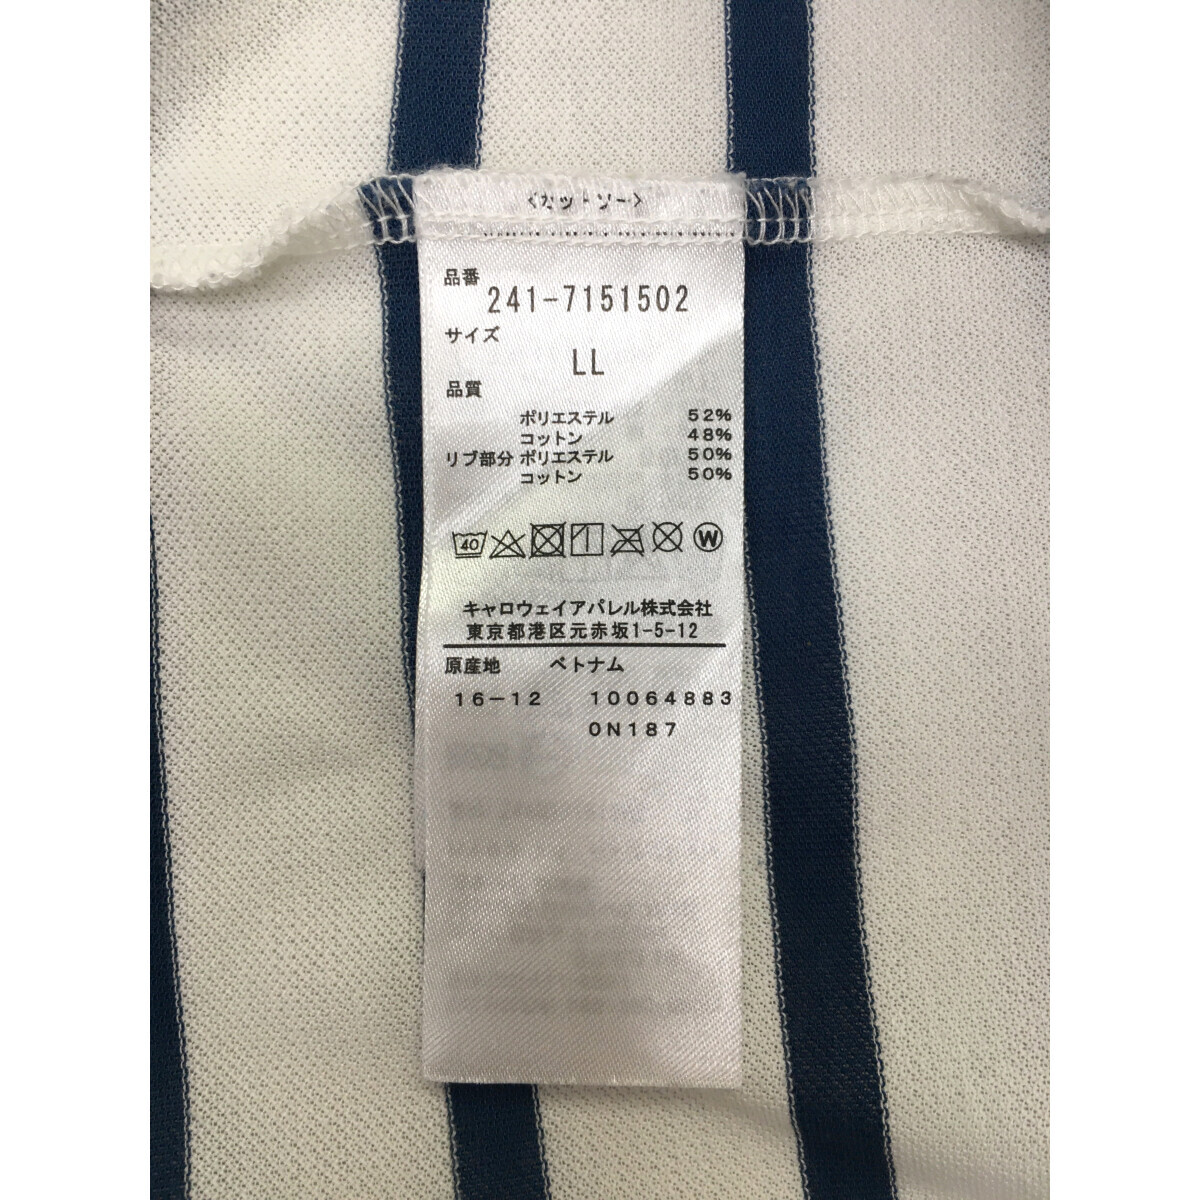 <カットソー>
品番
241-7151502
サイズ
LL
品質
ポリエステル 52%
コットン 48%
リブ部分 ポリエステル 50%
コットン 50%
40 W
キャロウェイアパレル株式会社
東京都港区元赤坂1-5-12
原産地 ベトナム
16-12 10064883
0N187